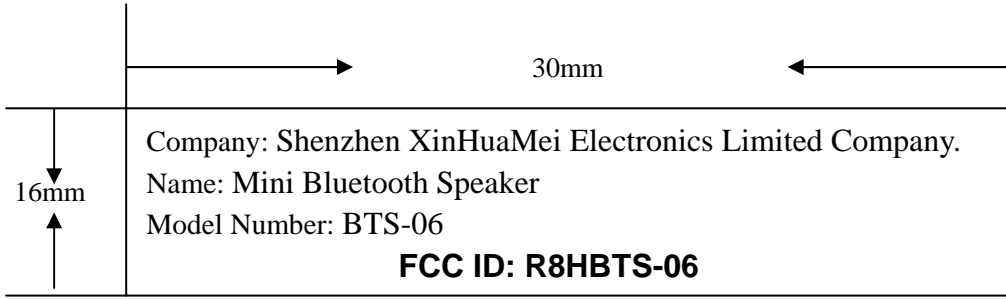 30mm
Company: Shenzhen XinHuaMei Electronics Limited Company.
Name: Mini Bluetooth Speaker
16mm
Model Number: BTS-06
FCC ID: R8HBTS-06